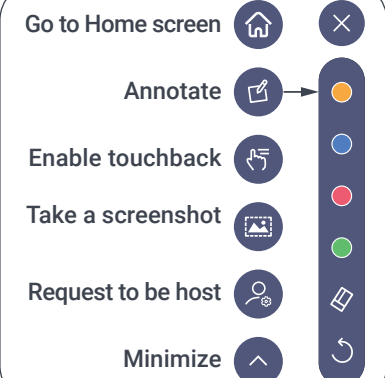 Go to Home screen
Annotate
Enable touchback
Take a screenshot
Request to be host
Minimize